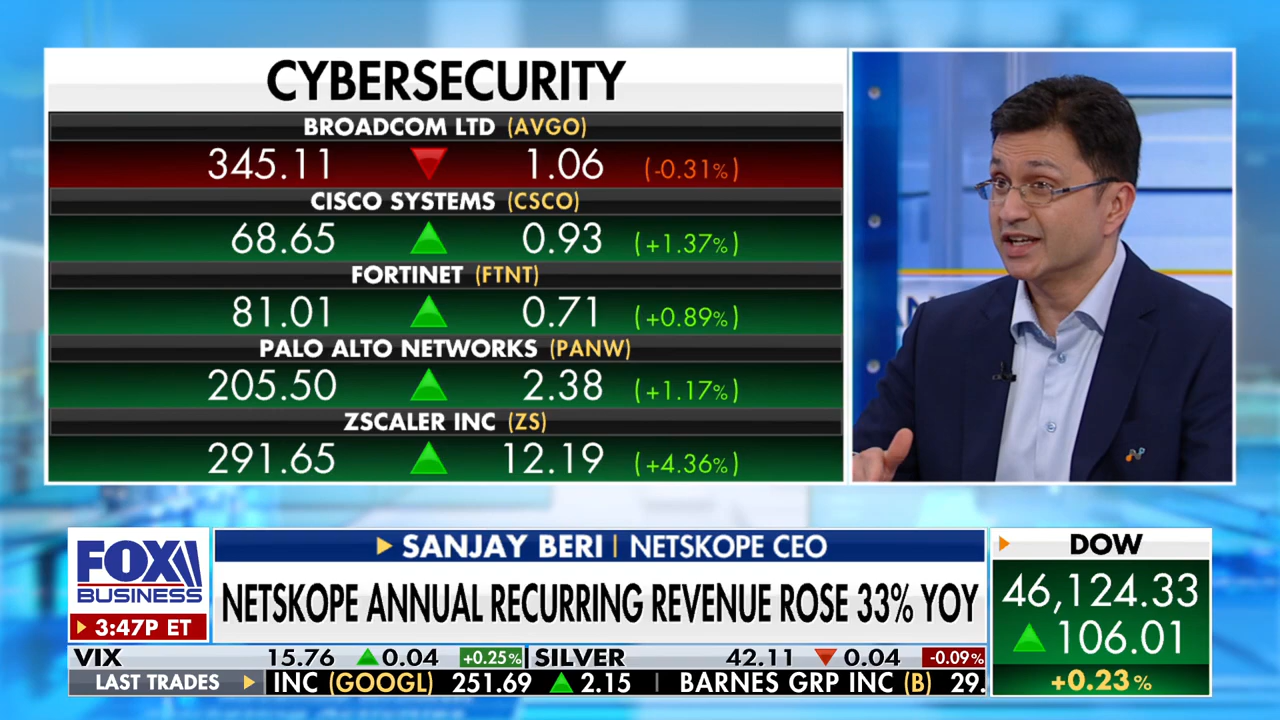 CYBERSECURITY
BROADCOM LTD (AVGO)
345.11 ▼ 1.06 (-0.31%)
CISCO SYSTEMS (CSCO)
68.65 ▲ 0.93 (+1.37%)
FORTINET (FTNT)
81.01 ▲ 0.71 (+0.89%)
PALO ALTO NETWORKS (PANW)
205.50 ▲ 2.38 (+1.17%)
ZSCALER INC (ZS)
291.65 ▲ 12.19 (+4.36%)
FOX
BUSINESS
3:47P ET
SANJAY BERI | NETSKOPE CEO
NETSKOPE ANNUAL RECURRING REVENUE ROSE 33% YOY
DOW
46,124.33
▲ 106.01
+0.23%
VIX 15.76 ▲ 0.04 +0.25% | SILVER 42.11 ▼ 0.04 -0.09%
LAST TRADES INC (GOOGL) 251.69 ▲ 2.15 | BARNES GRP INC (B) 29.